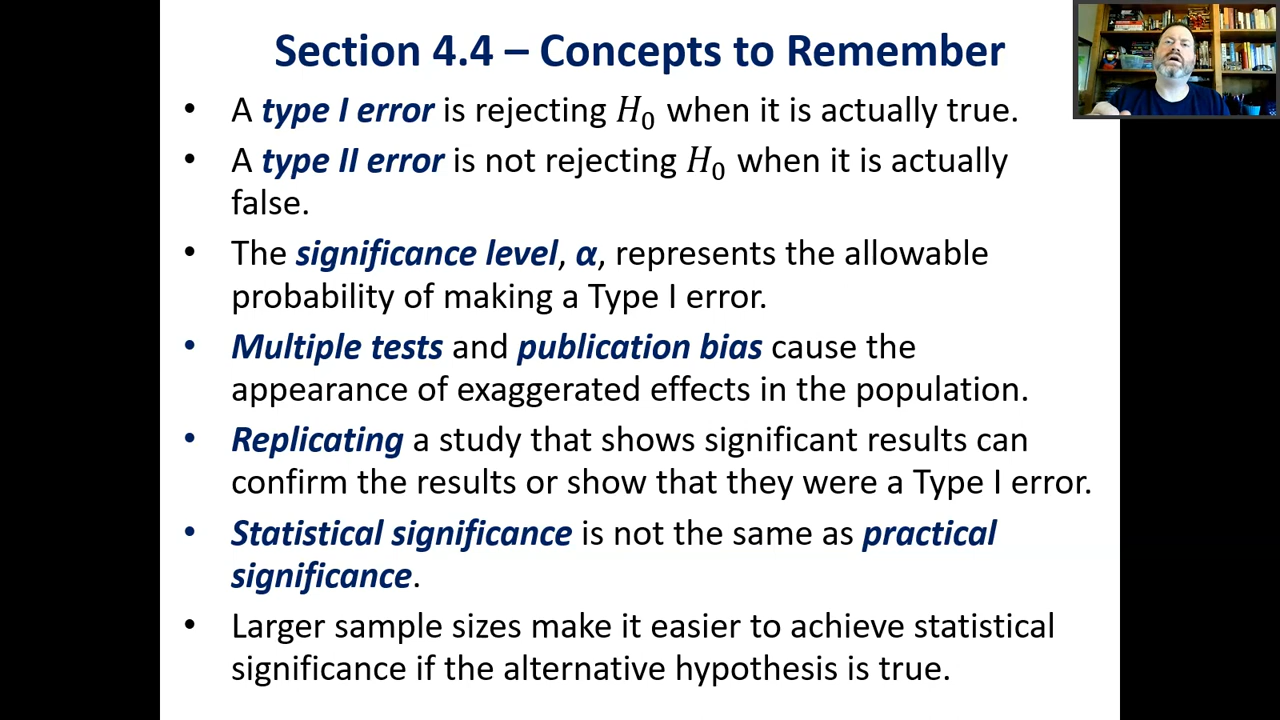 Section 4.4 – Concepts to Remember
• A type I error is rejecting H₀ when it is actually true.
• A type II error is not rejecting H₀ when it is actually
false.
• The significance level, α, represents the allowable
probability of making a Type I error.
• Multiple tests and publication bias cause the
appearance of exaggerated effects in the population.
• Replicating a study that shows significant results can
confirm the results or show that they were a Type I error.
• Statistical significance is not the same as practical
significance.
• Larger sample sizes make it easier to achieve statistical
significance if the alternative hypothesis is true.